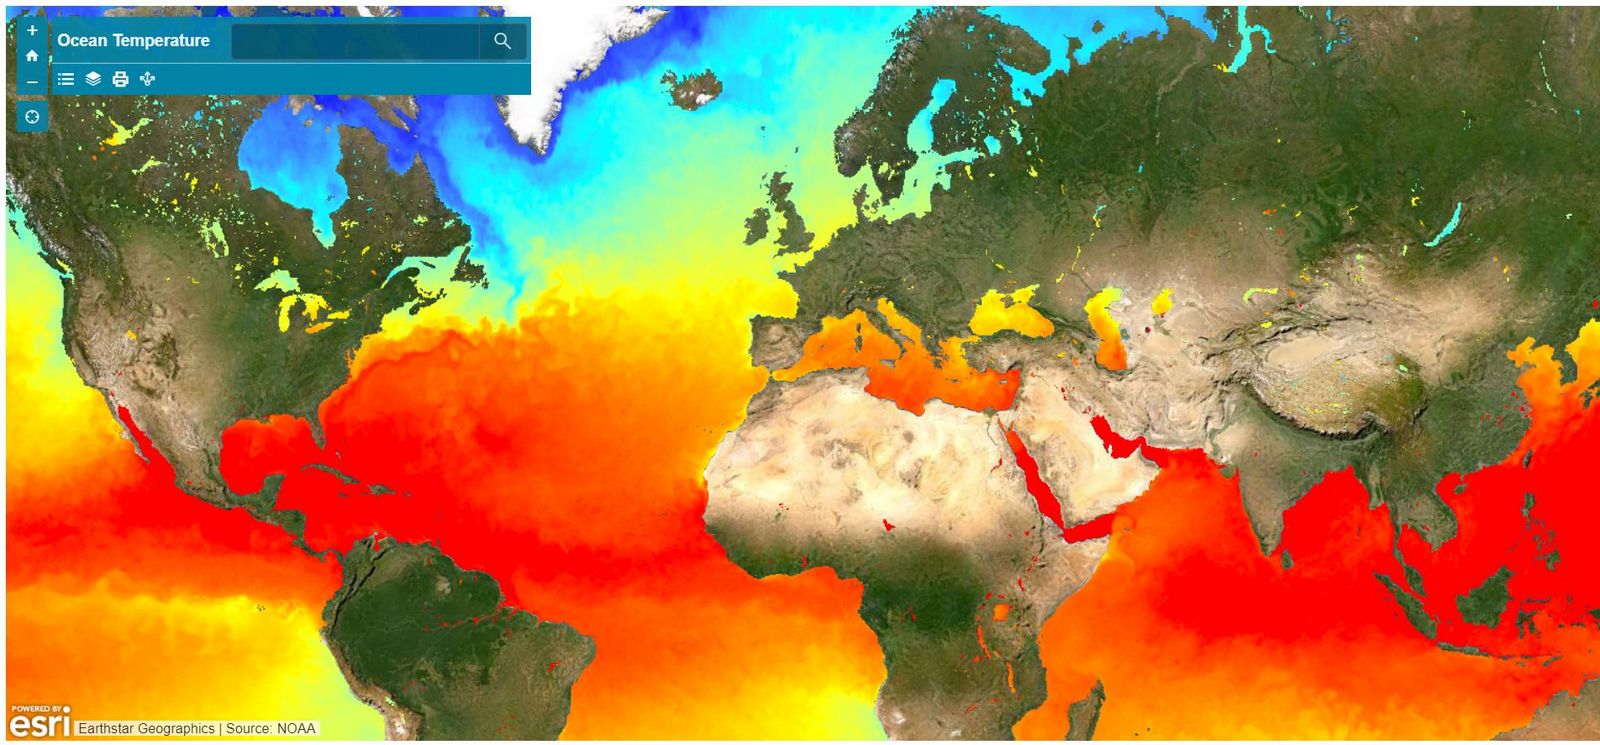 Ocean Temperature
POWERED BY
esri
Earthstar Geographics | Source: NOAA